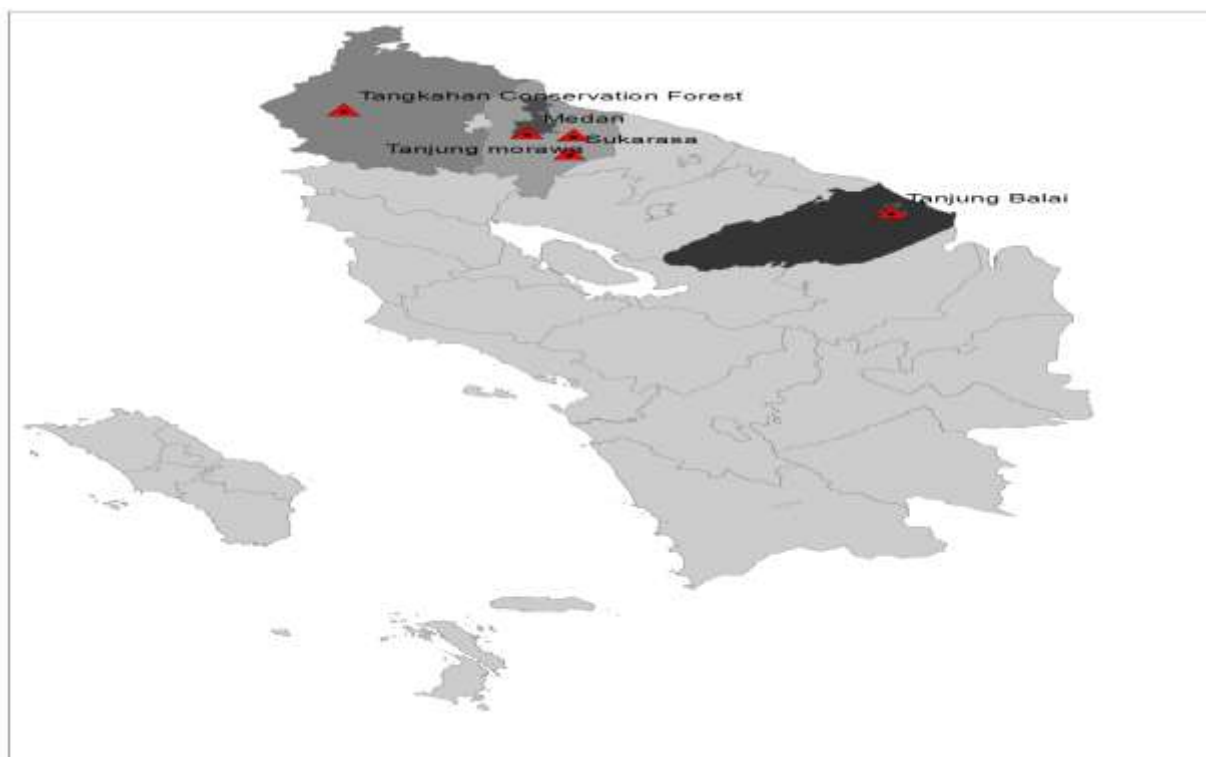 Tangkahan Conservation Forest
Medan
Sukarasa
Tanjung morawa
Tanjung Balai